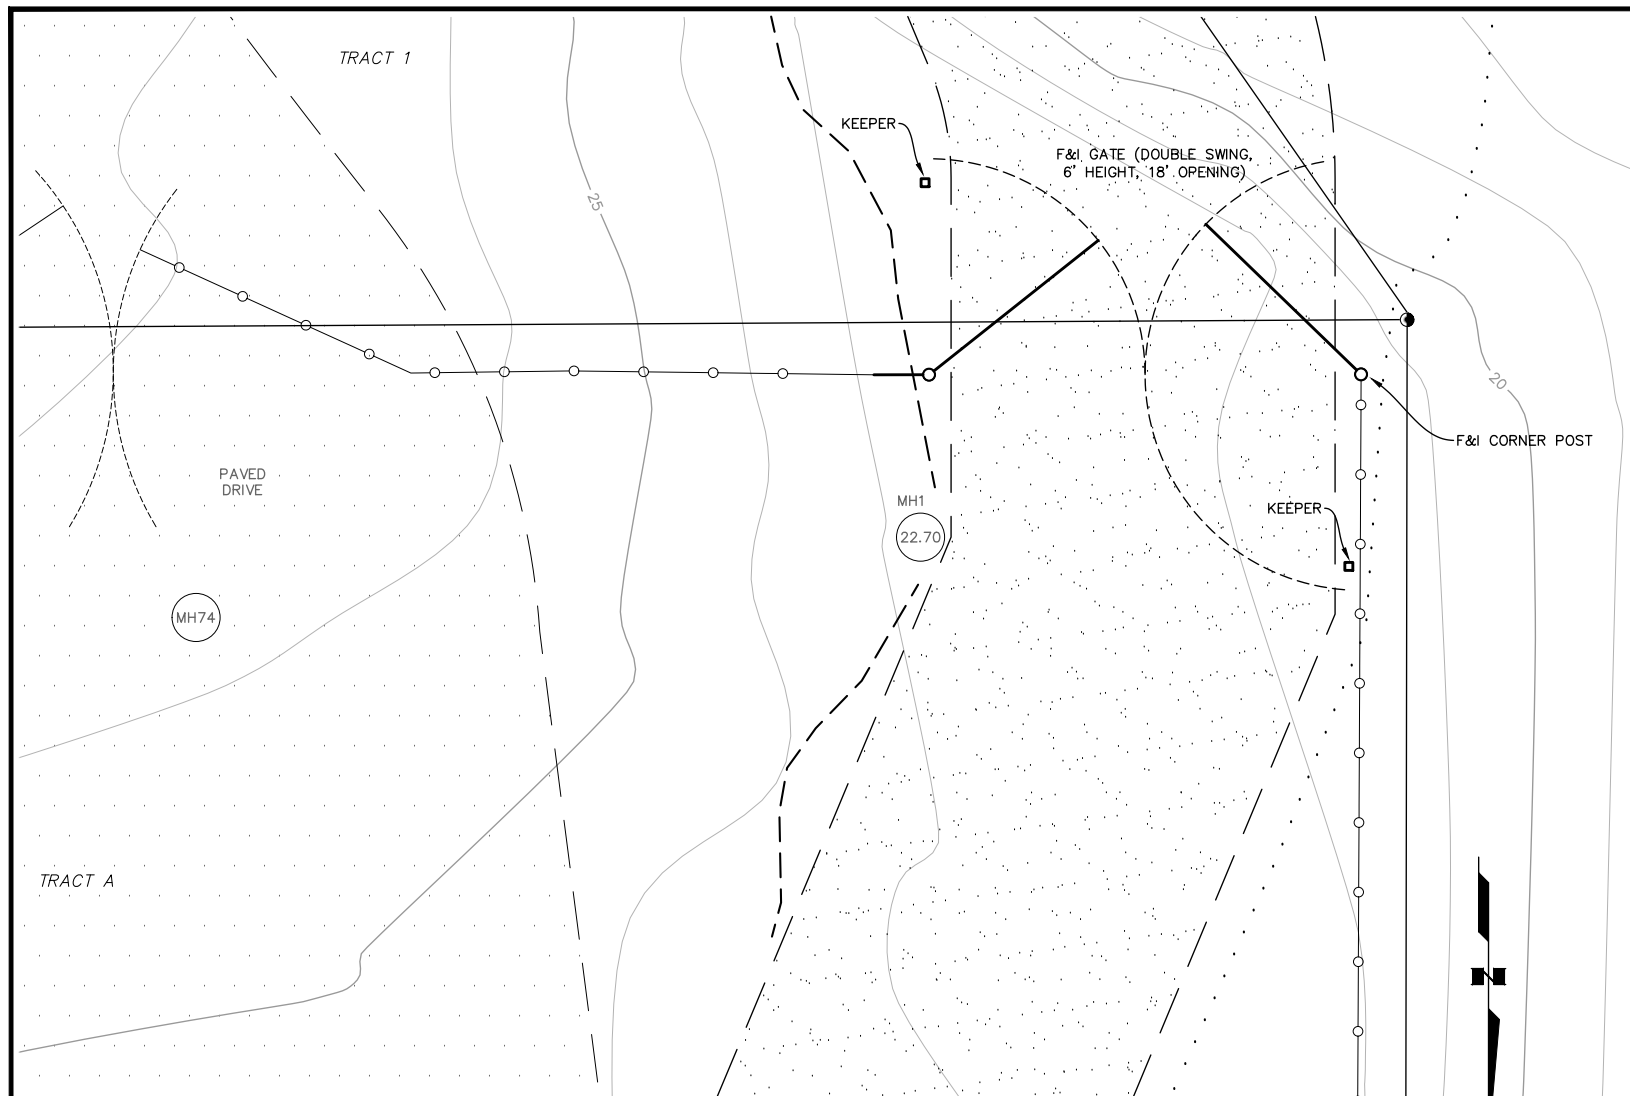 TRACT 1
KEEPER
F&I GATE (DOUBLE SWING,
6' HEIGHT, 18' OPENING)
25
20
F&I CORNER POST
PAVED
DRIVE
MH1
22.70
KEEPER
MH74
TRACT A
N